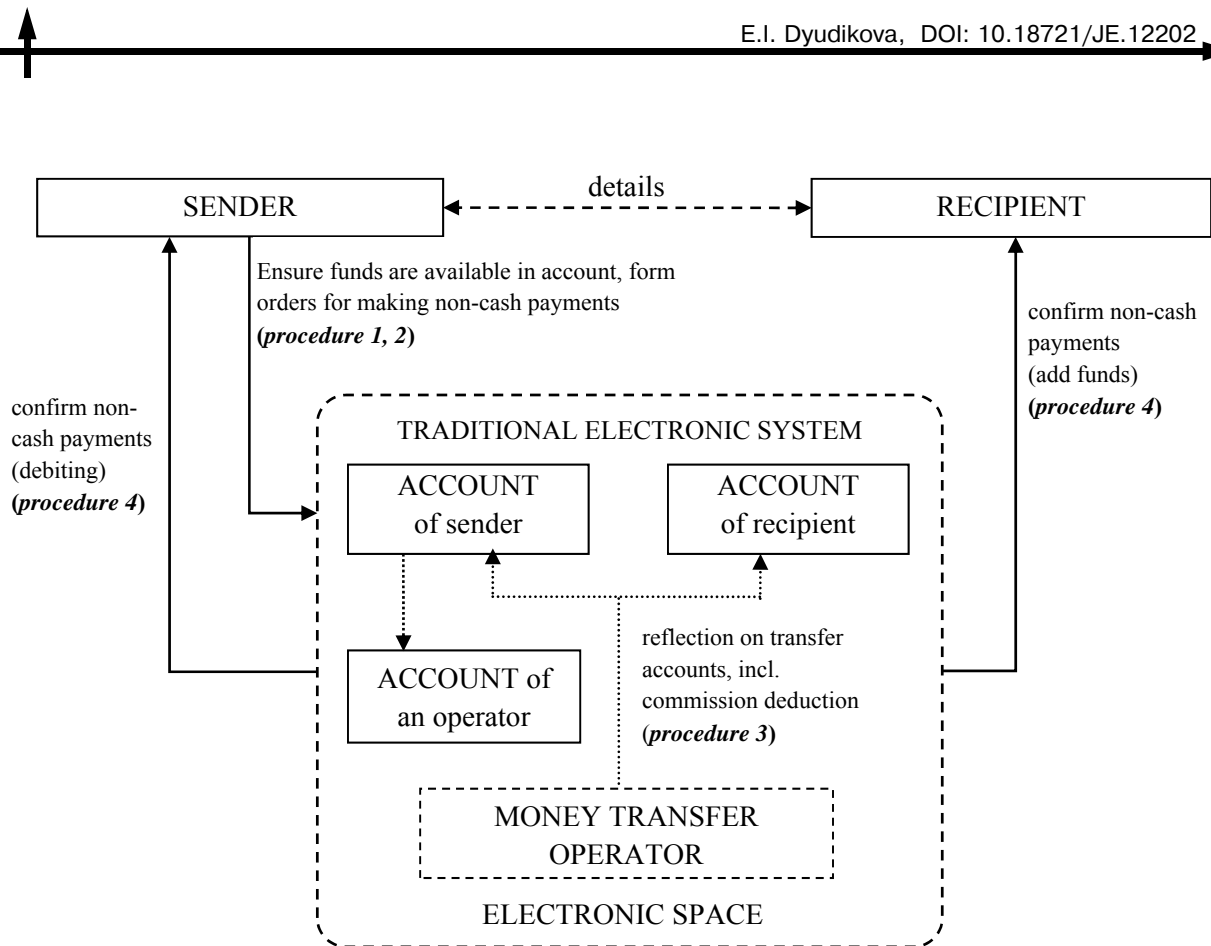 E.I. Dyudikova, DOI: 10.18721/JE.12202
SENDER
details
RECIPIENT
Ensure funds are available in account, form
orders for making non-cash payments
(procedure 1, 2)
confirm non-cash
payments
(add funds)
(procedure 4)
confirm non-
cash payments
(debiting)
(procedure 4)
TRADITIONAL ELECTRONIC SYSTEM
ACCOUNT
of sender
ACCOUNT
of recipient
reflection on transfer
accounts, incl.
commission deduction
(procedure 3)
ACCOUNT of
an operator
MONEY TRANSFER
OPERATOR
ELECTRONIC SPACE